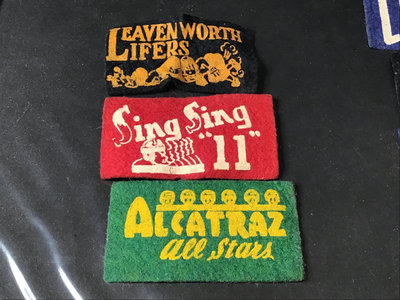 LEAVENWORTH
LIFERS
Sing Sing
"11"
ALCATRAZ
all Stars